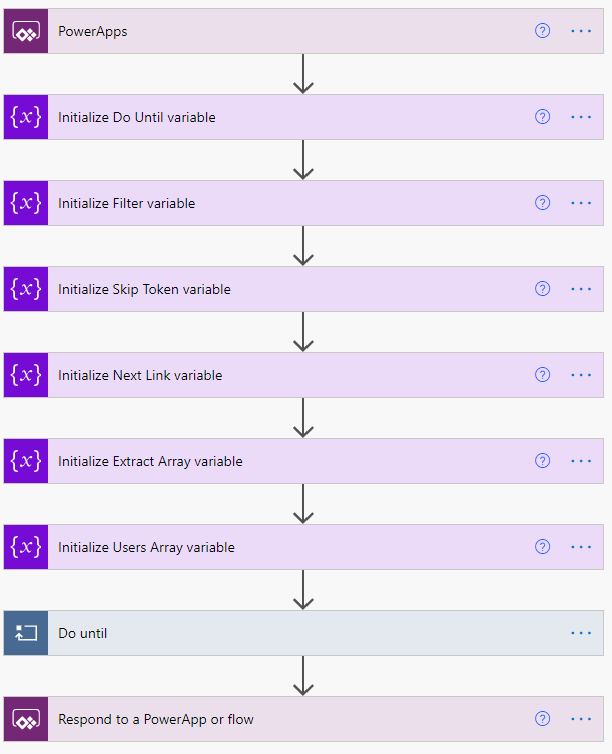 PowerApps
Initialize Do Until variable
Initialize Filter variable
Initialize Skip Token variable
Initialize Next Link variable
Initialize Extract Array variable
Initialize Users Array variable
Do until
Respond to a PowerApp or flow